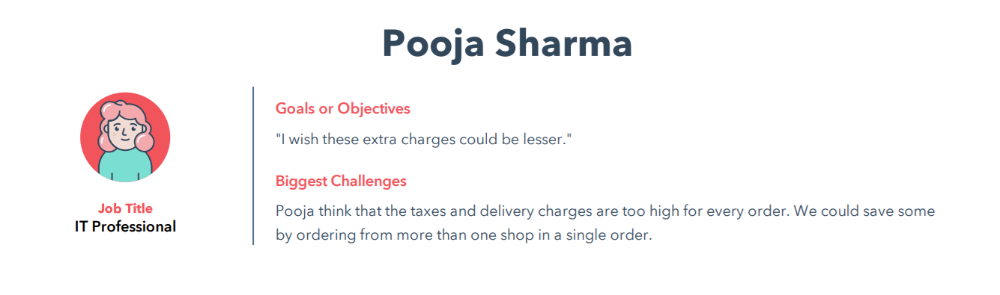 Pooja Sharma
Goals or Objectives
"I wish these extra charges could be lesser."
Biggest Challenges
Pooja think that the taxes and delivery charges are too high for every order. We could save some
by ordering from more than one shop in a single order.
Job Title
IT Professional